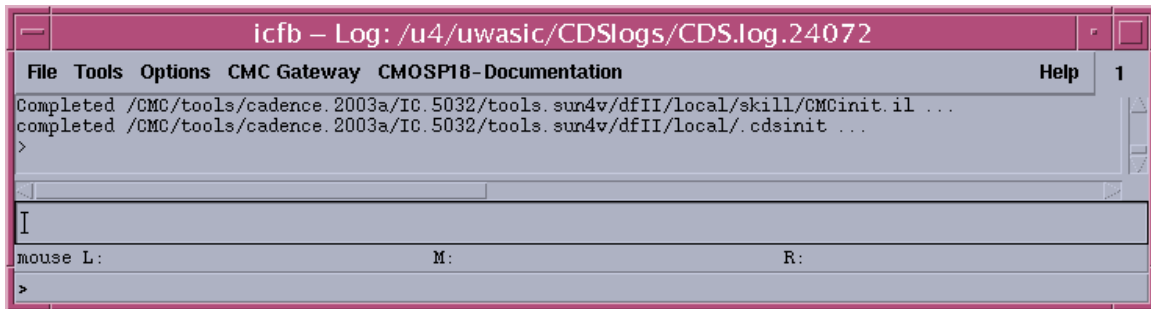 icfb – Log: /u4/uwasic/CDSlogs/CDS.log.24072
File Tools Options CMC Gateway CMOSP18-Documentation Help 1
Completed /CMC/tools/cadence.2003a/IC.5032/tools.sun4v/dfII/local/skill/CMCinit.il ...
completed /CMC/tools/cadence.2003a/IC.5032/tools.sun4v/dfII/local/.cdsinit ...
>
mouse L: M: R:
>